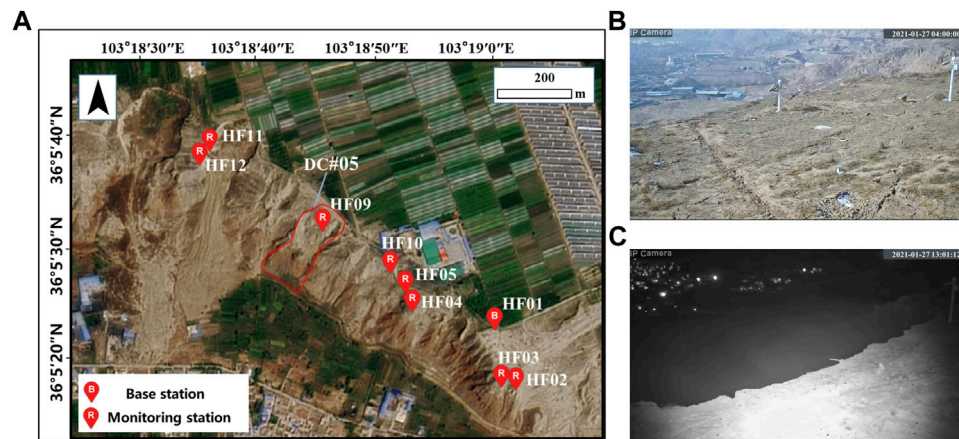 A
103°18′30″E
103°18′40″E
103°18′50″E
103°19′0″E
200
m
36°5′40″N
36°5′30″N
36°5′20″N
HF11
HF12
DC#05
HF09
HF10
HF05
HF04
HF01
HF03
HF02
B
R
R
R
R
R
R
R
R
B Base station
R Monitoring station
B
IP Camera
2021-01-27 04:00:00
C
IP Camera
2021-01-27 13:01:12